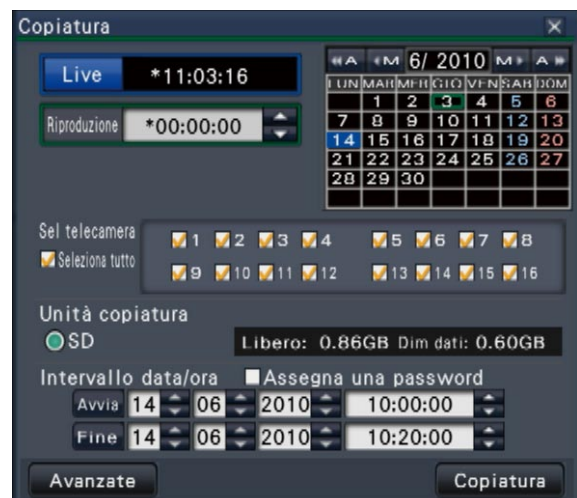 Copiatura
Live *11:03:16
Riproduzione *00:00:00
A M 6/ 2010 M A
LUN MAR MER GIO VEN SAB DOM
1 2 3 4 5 6
7 8 9 10 11 12 13
14 15 16 17 18 19 20
21 22 23 24 25 26 27
28 29 30
Sel telecamera
Seleziona tutto
1 2 3 4 5 6 7 8
9 10 11 12 13 14 15 16
Unità copiatura
SD Libero: 0.86GB Dim dati: 0.60GB
Intervallo data/ora Assegna una password
Avvia 14 06 2010 10:00:00
Fine 14 06 2010 10:20:00
Avanzate Copiatura